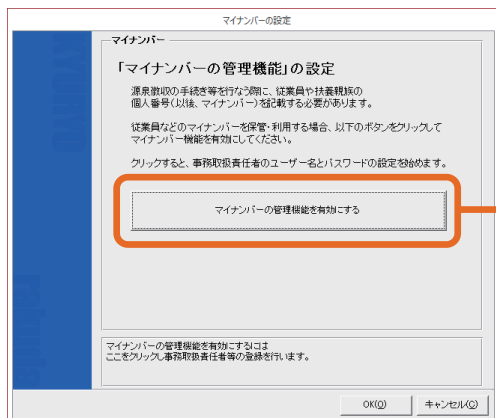 マイナンバーの設定
マイナンバー
「マイナンバーの管理機能」の設定
源泉徴収の手続き等を行なう際に、従業員や扶養親族の
個人番号(以後、マイナンバー)を記載する必要があります。
従業員などのマイナンバーを保管・利用する場合、以下のボタンをクリックして
マイナンバー機能を有効にしてください。
クリックすると、事務取扱責任者のユーザー名とパスワードの設定を始めます。
マイナンバーの管理機能を有効にする
マイナンバーの管理機能を有効にするには
ここをクリックし事務取扱責任者等の登録を行います。
OK(O)
キャンセル(C)
KYURYO
rakuda